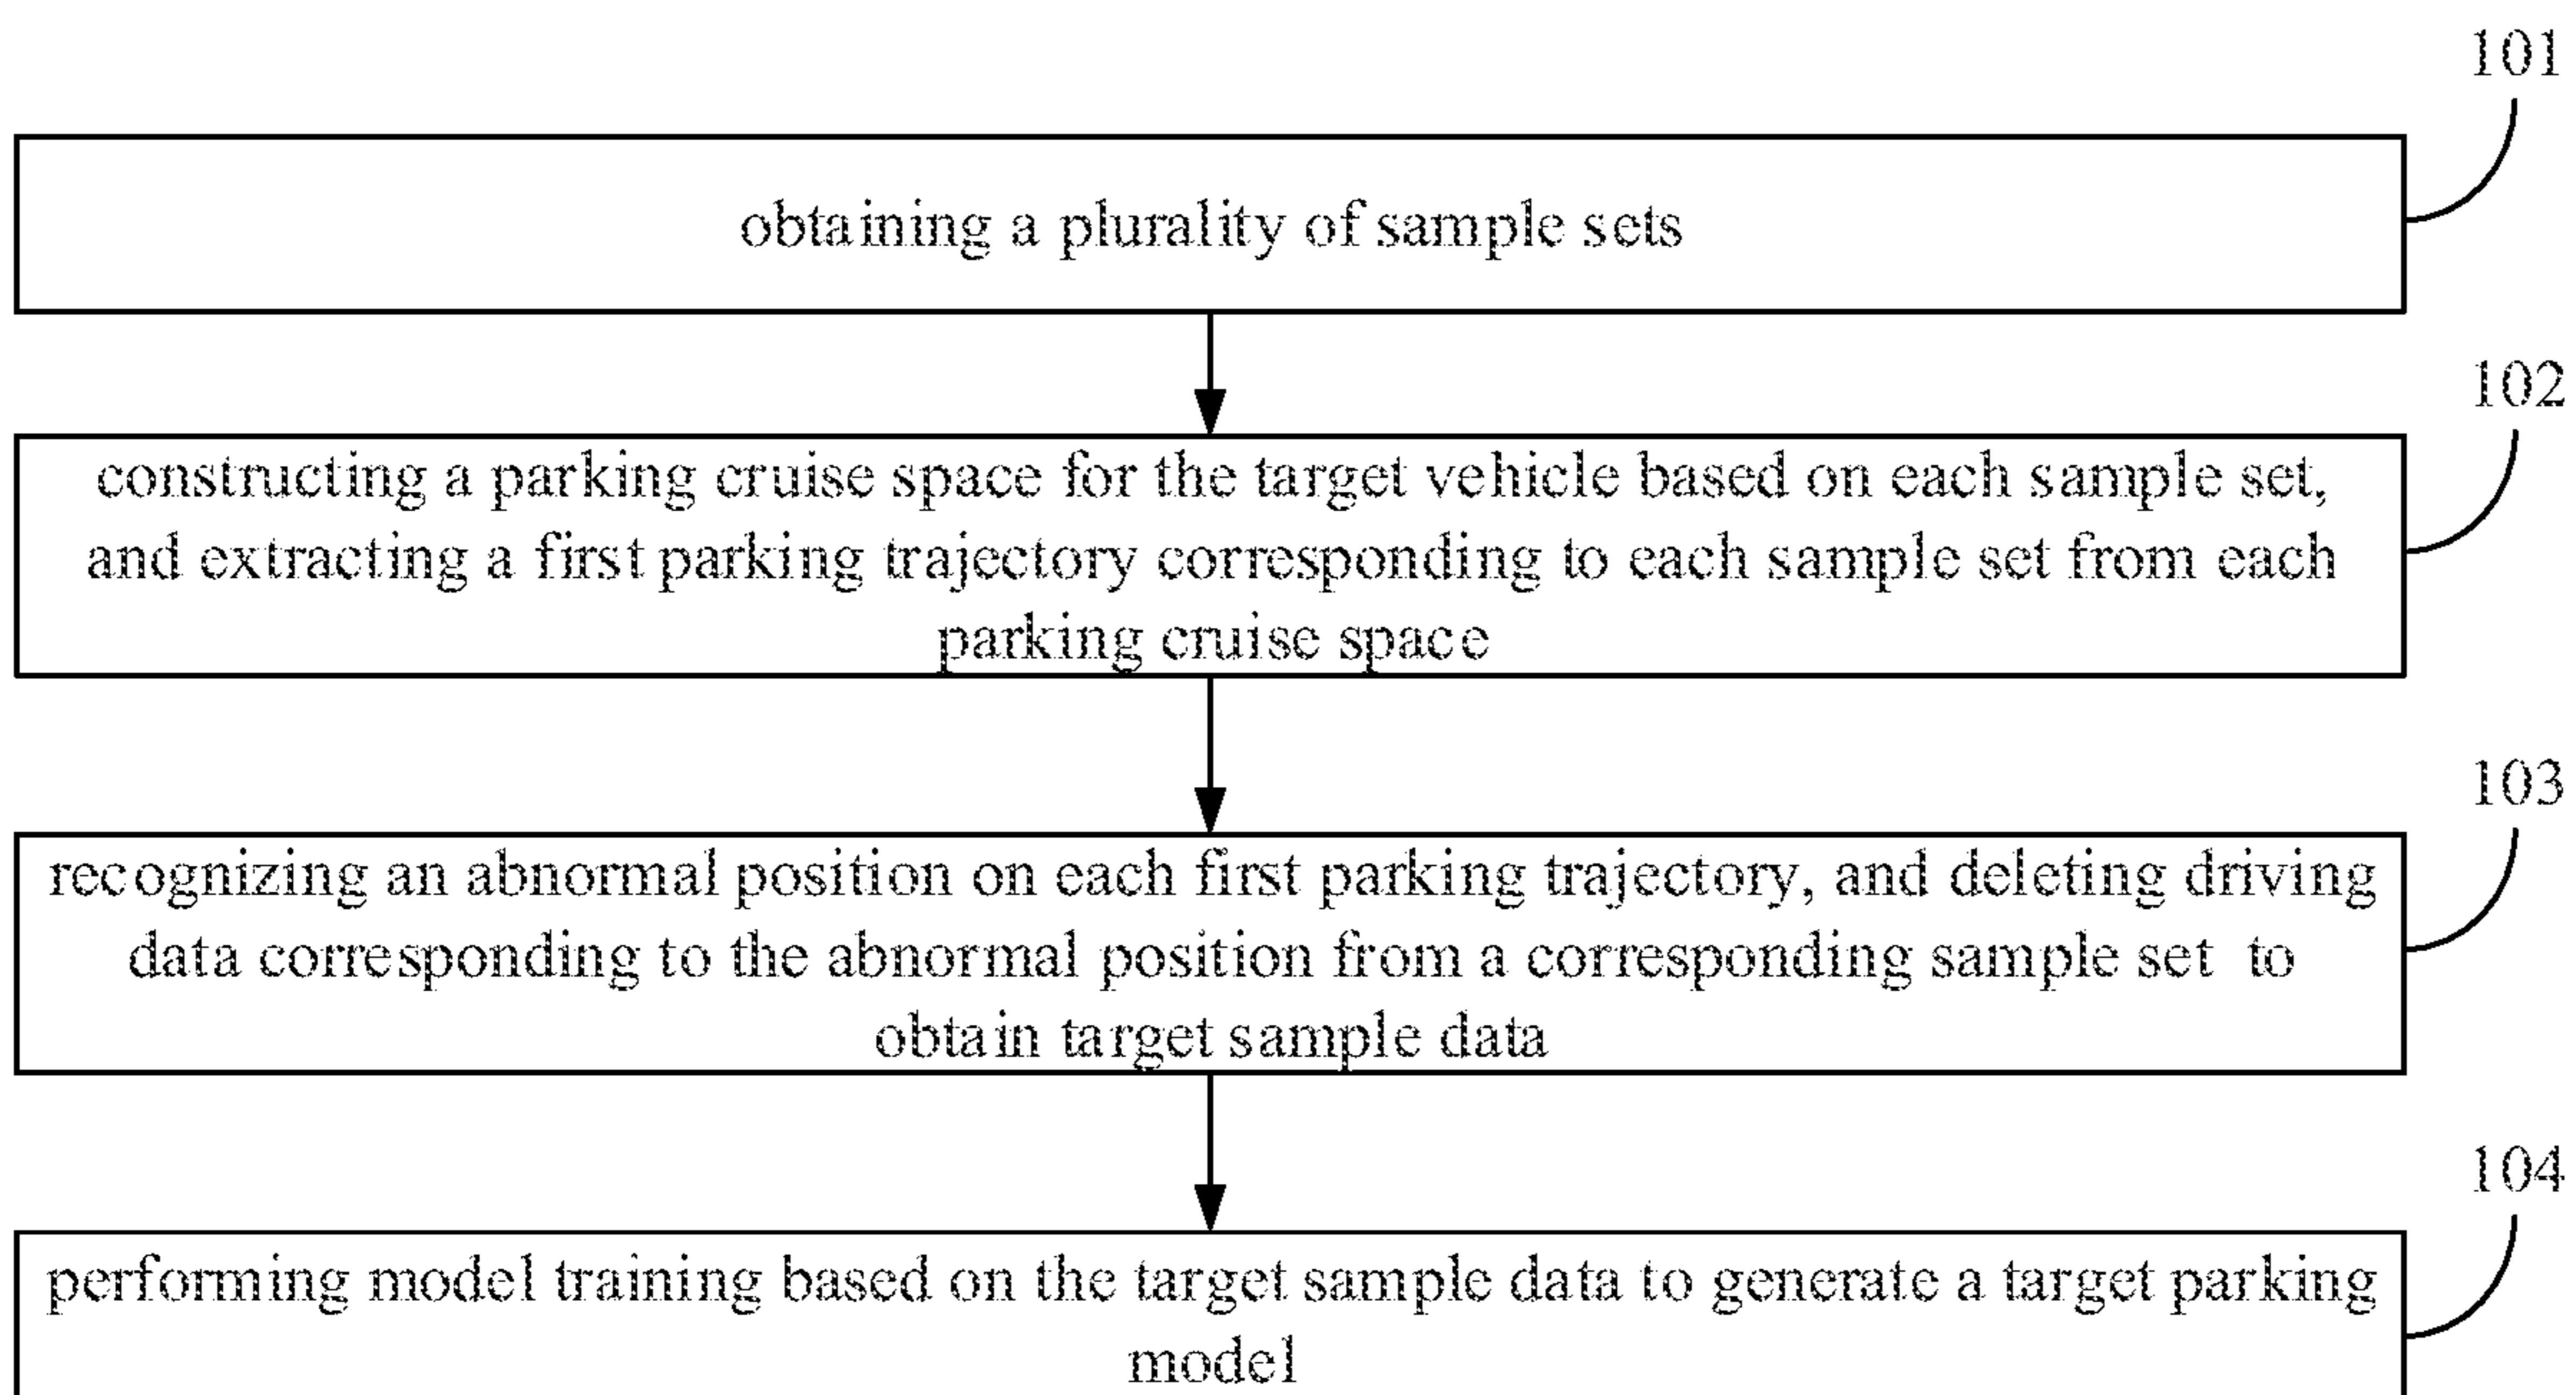 101
obtaining a plurality of sample sets
102
constructing a parking cruise space for the target vehicle based on each sample set,
and extracting a first parking trajectory corresponding to each sample set from each
parking cruise space
103
recognizing an abnormal position on each first parking trajectory, and deleting driving
data corresponding to the abnormal position from a corresponding sample set to
obtain target sample data
104
performing model training based on the target sample data to generate a target parking
model